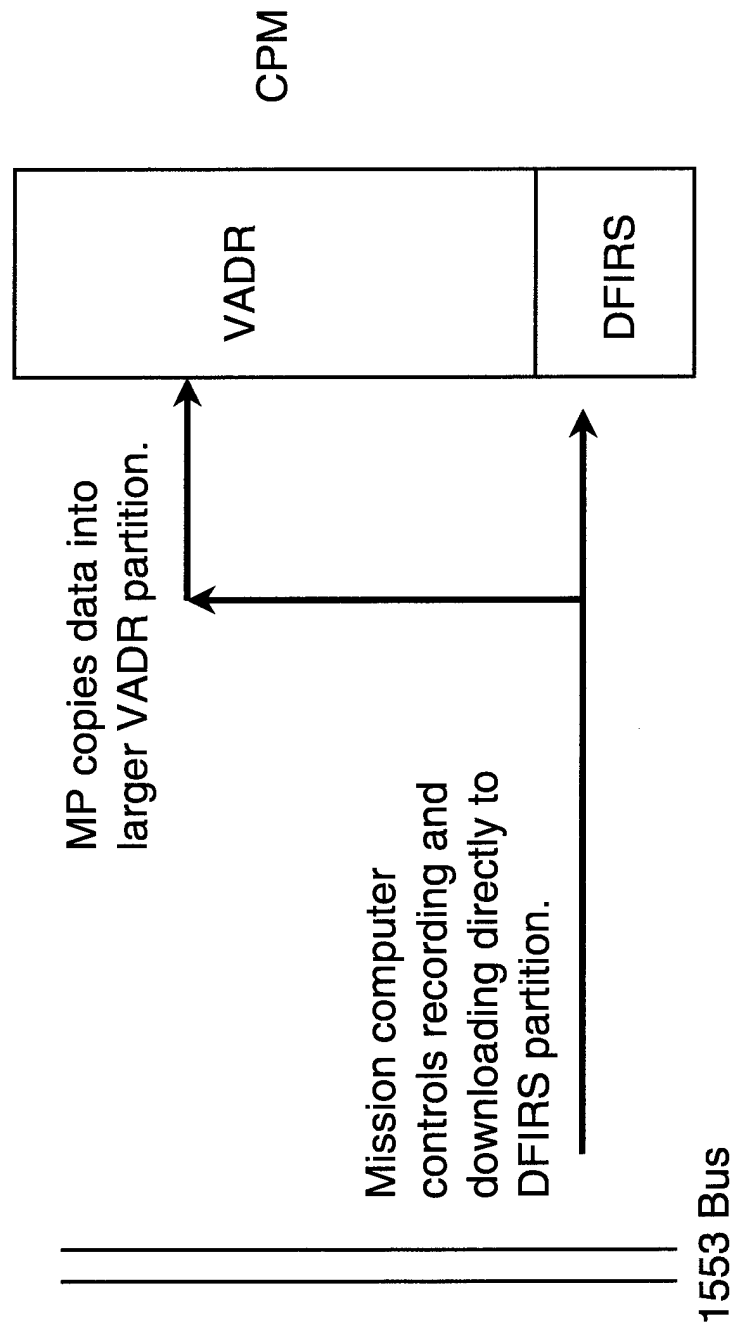 MP copies data into
larger VADR partition.
Mission computer
controls recording and
downloading directly to
DFIRS partition.
1553 Bus
VADR
DFIRS
CPM